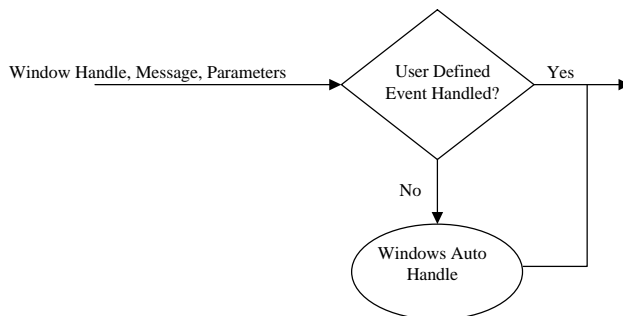 Window Handle, Message, Parameters
User Defined
Event Handled?
Yes
No
Windows Auto
Handle